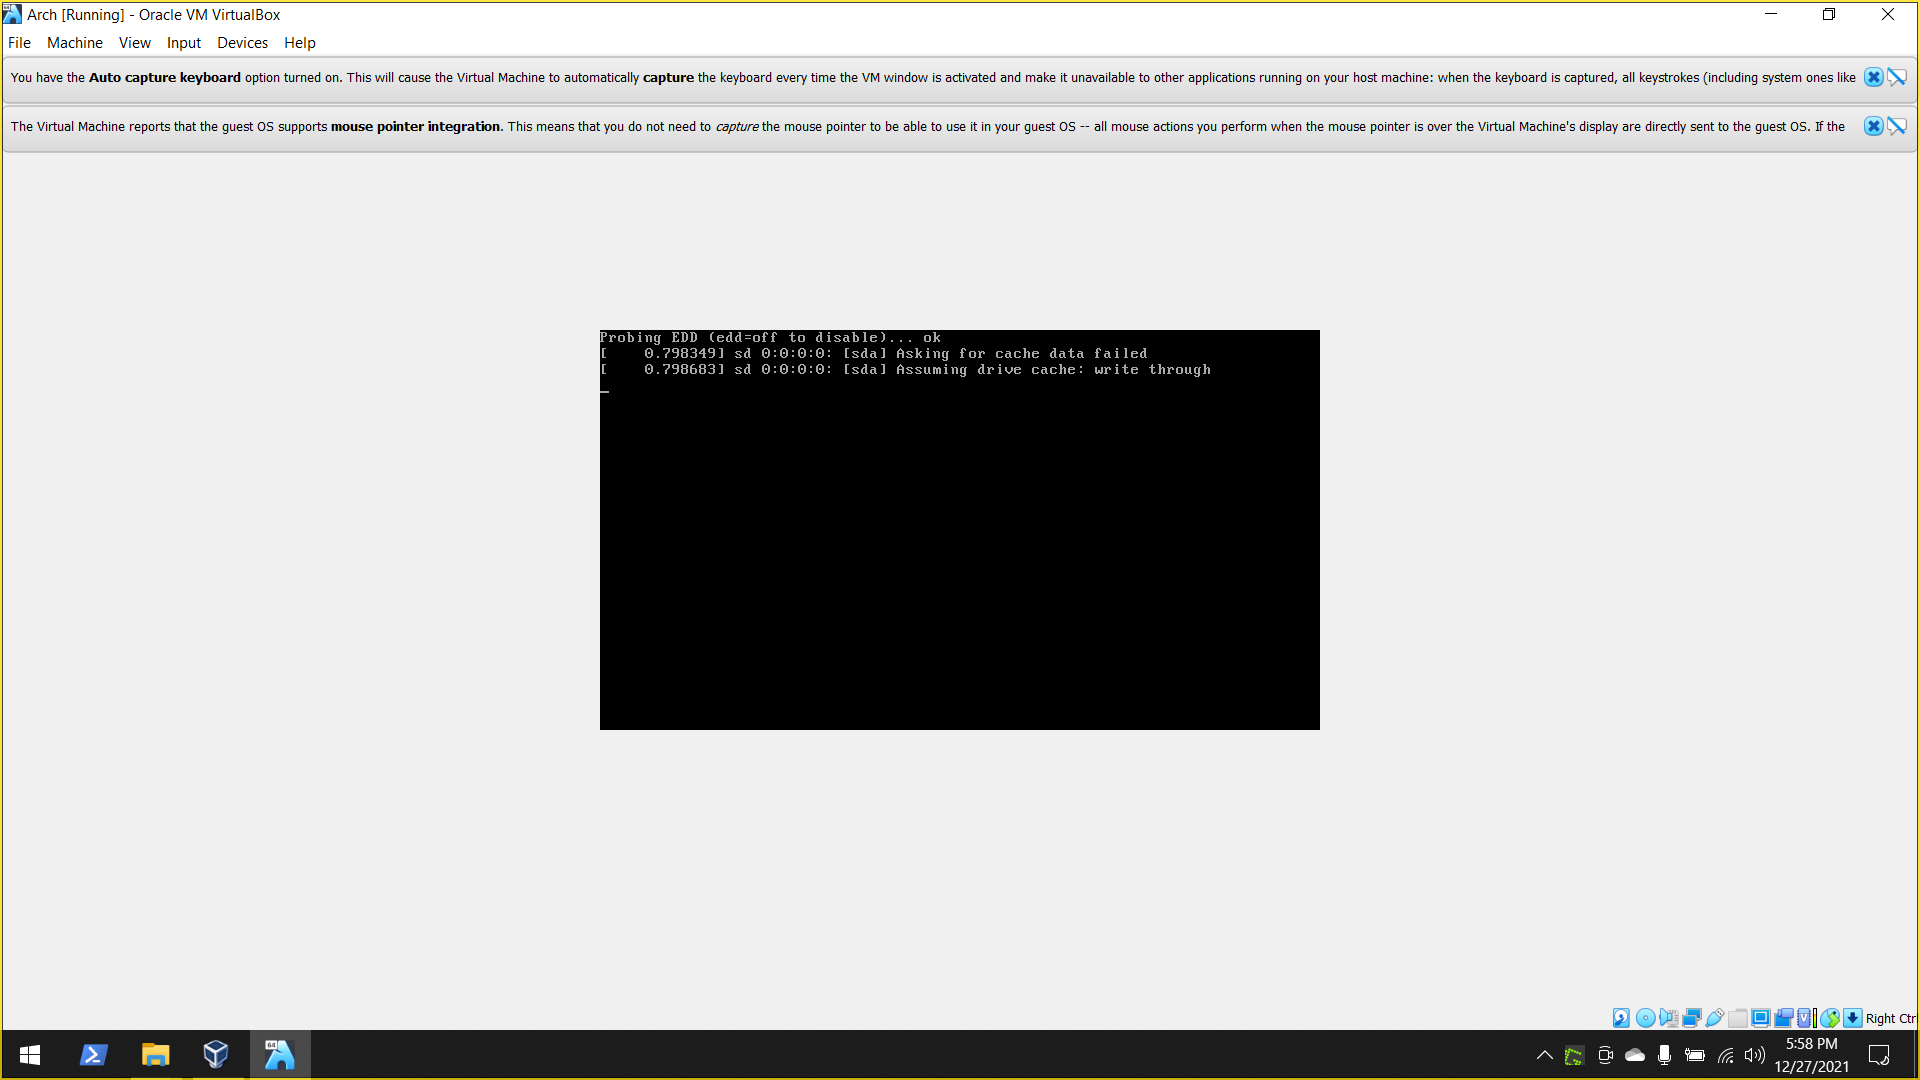 Arch [Running] - Oracle VM VirtualBox
File Machine View Input Devices Help
You have the Auto capture keyboard option turned on. This will cause the Virtual Machine to automatically capture the keyboard every time the VM window is activated and make it unavailable to other applications running on your host machine: when the keyboard is captured, all keystrokes (including system ones like
The Virtual Machine reports that the guest OS supports mouse pointer integration. This means that you do not need to capture the mouse pointer to be able to use it in your guest OS -- all mouse actions you perform when the mouse pointer is over the Virtual Machine's display are directly sent to the guest OS. If the
Probing EDD (edd=off to disable)... ok
[    0.798349] sd 0:0:0:0: [sda] Asking for cache data failed
[    0.798683] sd 0:0:0:0: [sda] Assuming drive cache: write through
_
Right Ctr
64
5:58 PM
12/27/2021